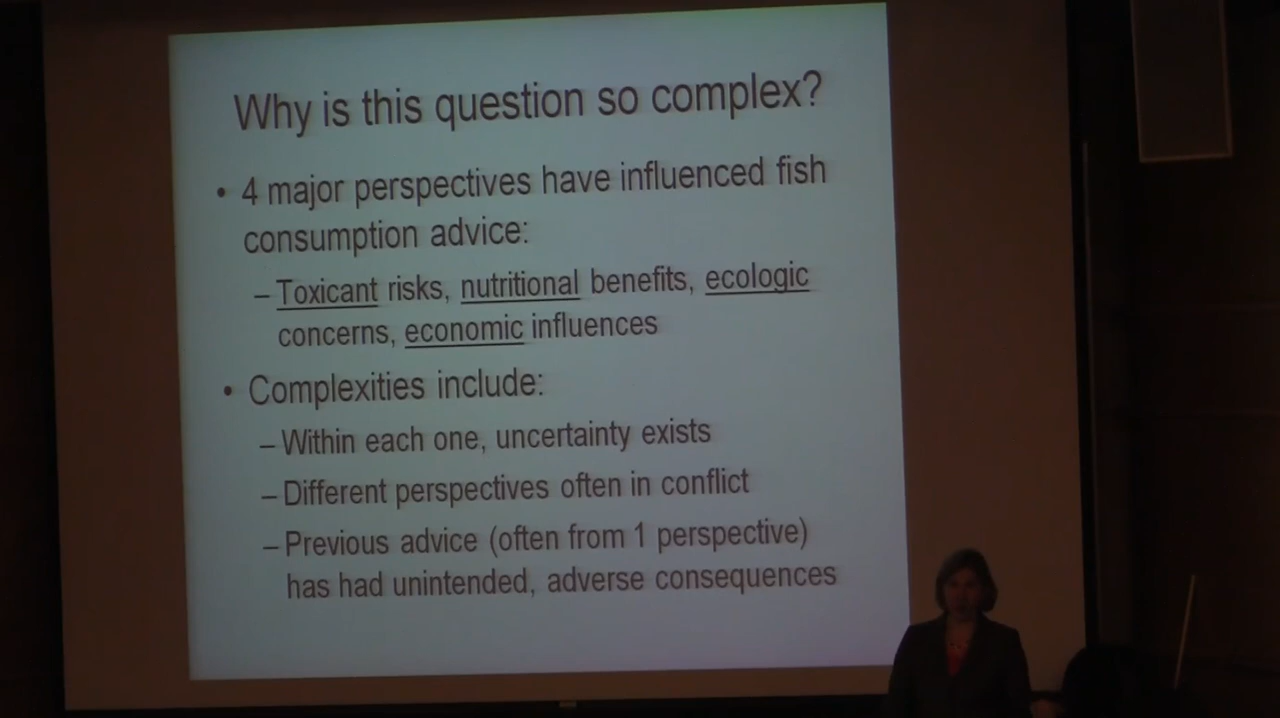 Why is this question so complex?
• 4 major perspectives have influenced fish
consumption advice:
– Toxicant risks, nutritional benefits, ecologic
concerns, economic influences
• Complexities include:
– Within each one, uncertainty exists
– Different perspectives often in conflict
– Previous advice (often from 1 perspective)
has had unintended, adverse consequences